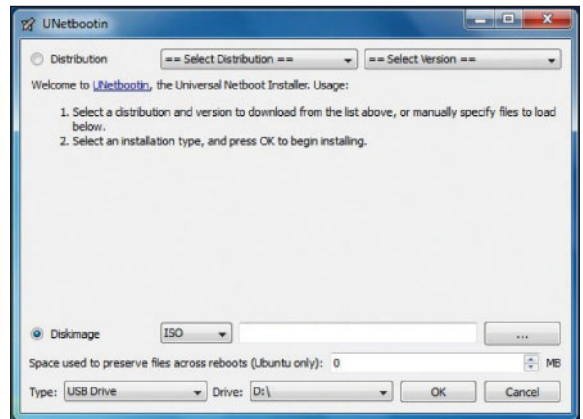 UNetbootin
Distribution == Select Distribution == == Select Version ==
Welcome to UNetbootin, the Universal Netboot Installer. Usage:
1. Select a distribution and version to download from the list above, or manually specify files to load
below.
2. Select an installation type, and press OK to begin installing.
Diskimage ISO ...
Space used to preserve files across reboots (Ubuntu only): 0 MB
Type: USB Drive Drive: D:\ OK Cancel